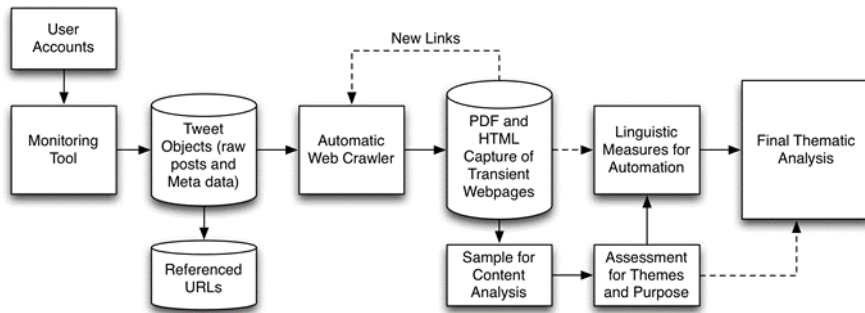 User
Accounts
New Links
Monitoring
Tool
Tweet
Objects (raw
posts and
Meta data)
Automatic
Web Crawler
PDF and
HTML
Capture of
Transient
Webpages
Linguistic
Measures for
Automation
Final Thematic
Analysis
Referenced
URLs
Sample for
Content
Analysis
Assessment
for Themes
and Purpose